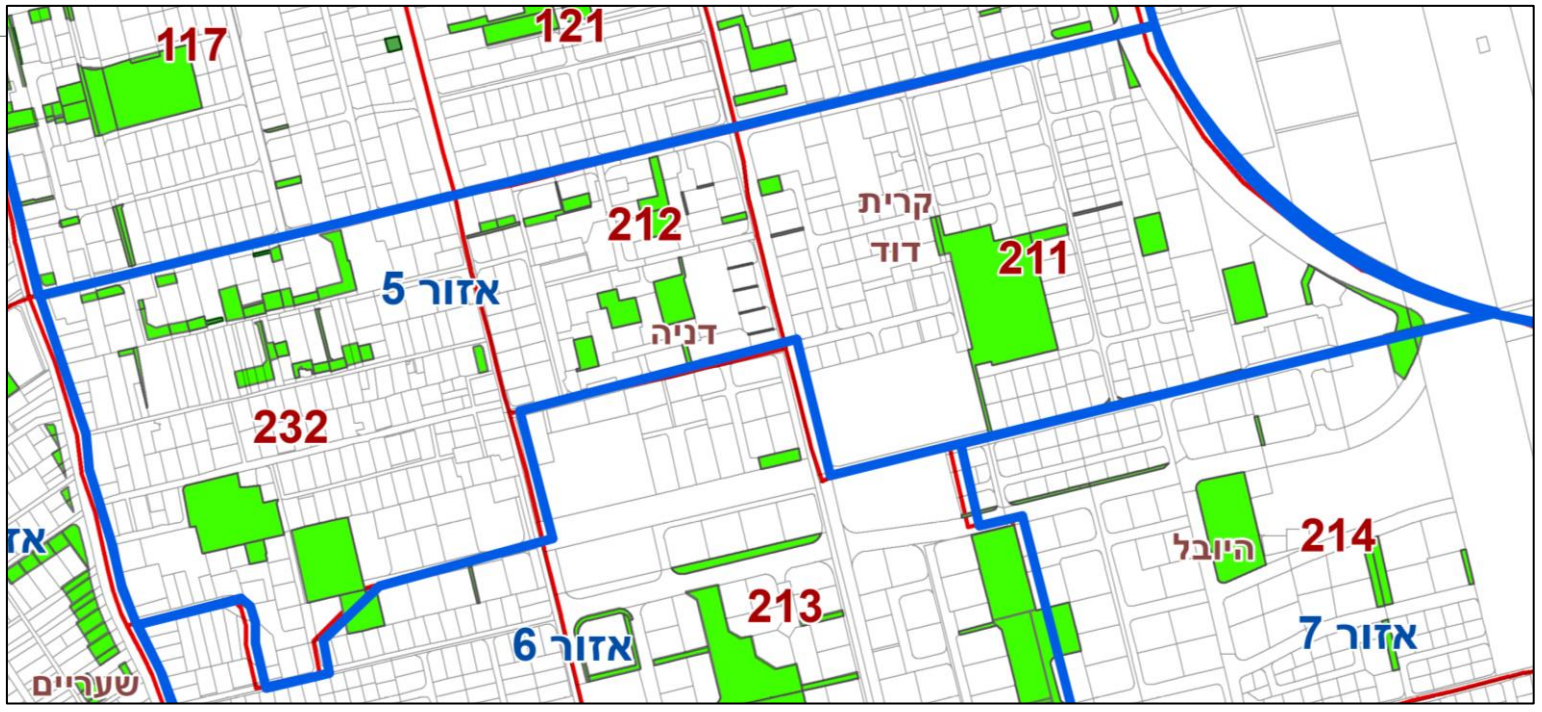 117
121
קרית
דוד
212
211
אזור 5
דניה
232
אז
214
היובל
213
אזור 6
אזור 7
שעריים